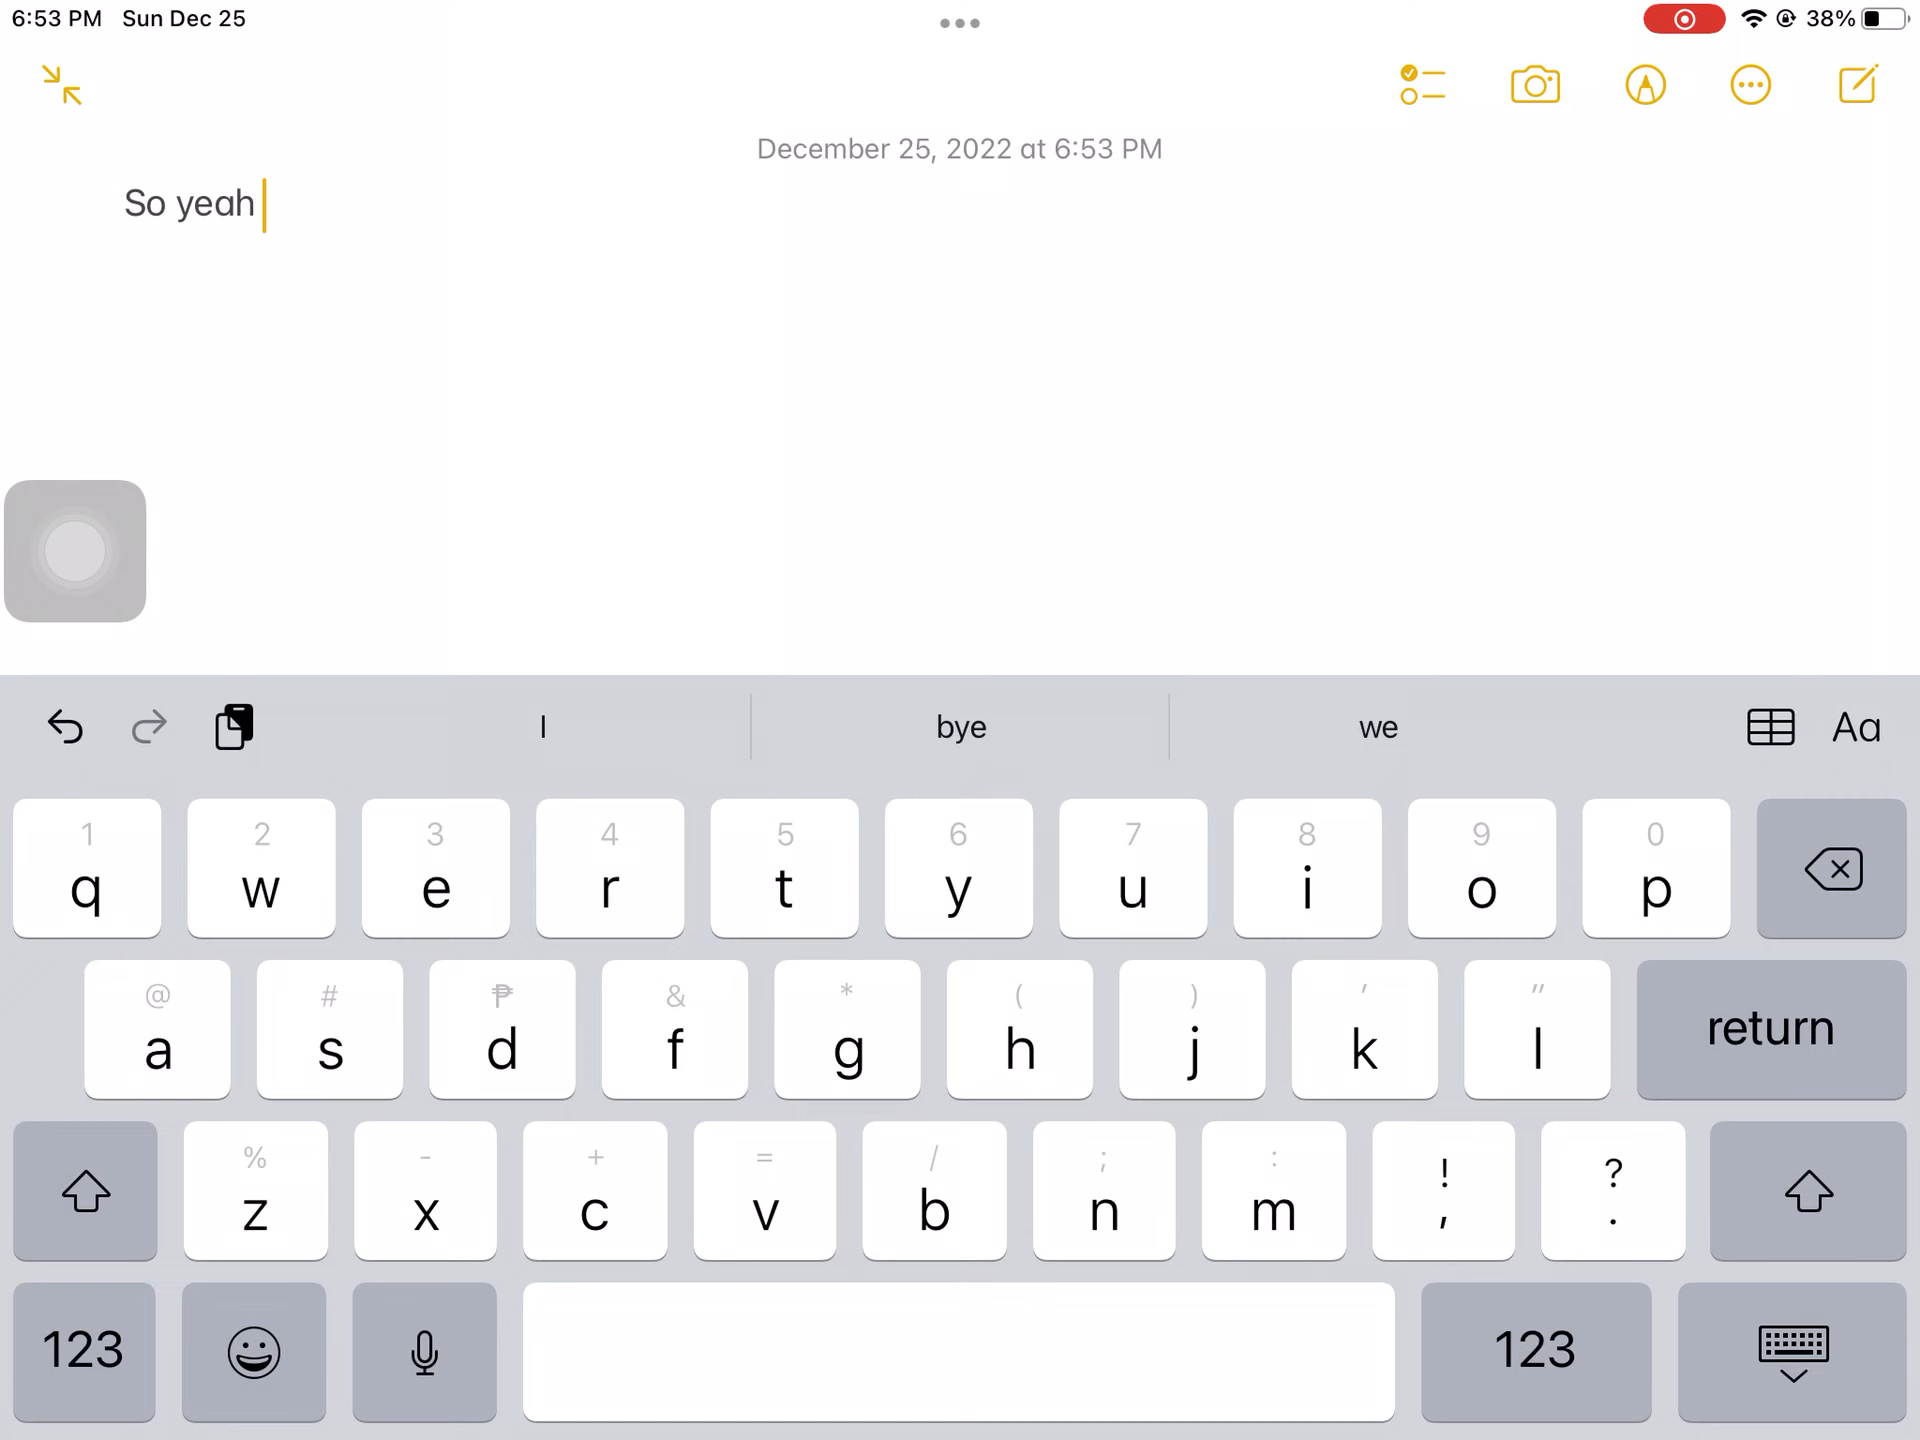 6:53 PM Sun Dec 25
38%
December 25, 2022 at 6:53 PM
So yeah
I bye we
Aa
1 2 3 4 5 6 7 8 9 0
q w e r t y u i o p
@ # ₱ & * ( ) ' "
a s d f g h j k l
return
% - + = / ; : ! ?
z x c v b n m , .
123 123